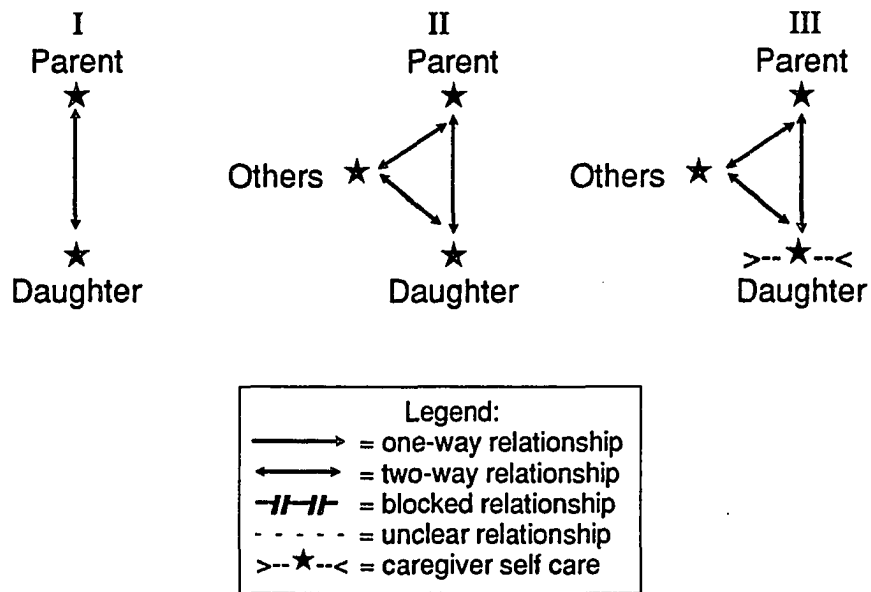 I II III
Parent Parent Parent
Others Others
Daughter Daughter >-- ★ --<
Daughter
Legend:
= one-way relationship
= two-way relationship
= blocked relationship
- - - - - = unclear relationship
>--★--< = caregiver self care